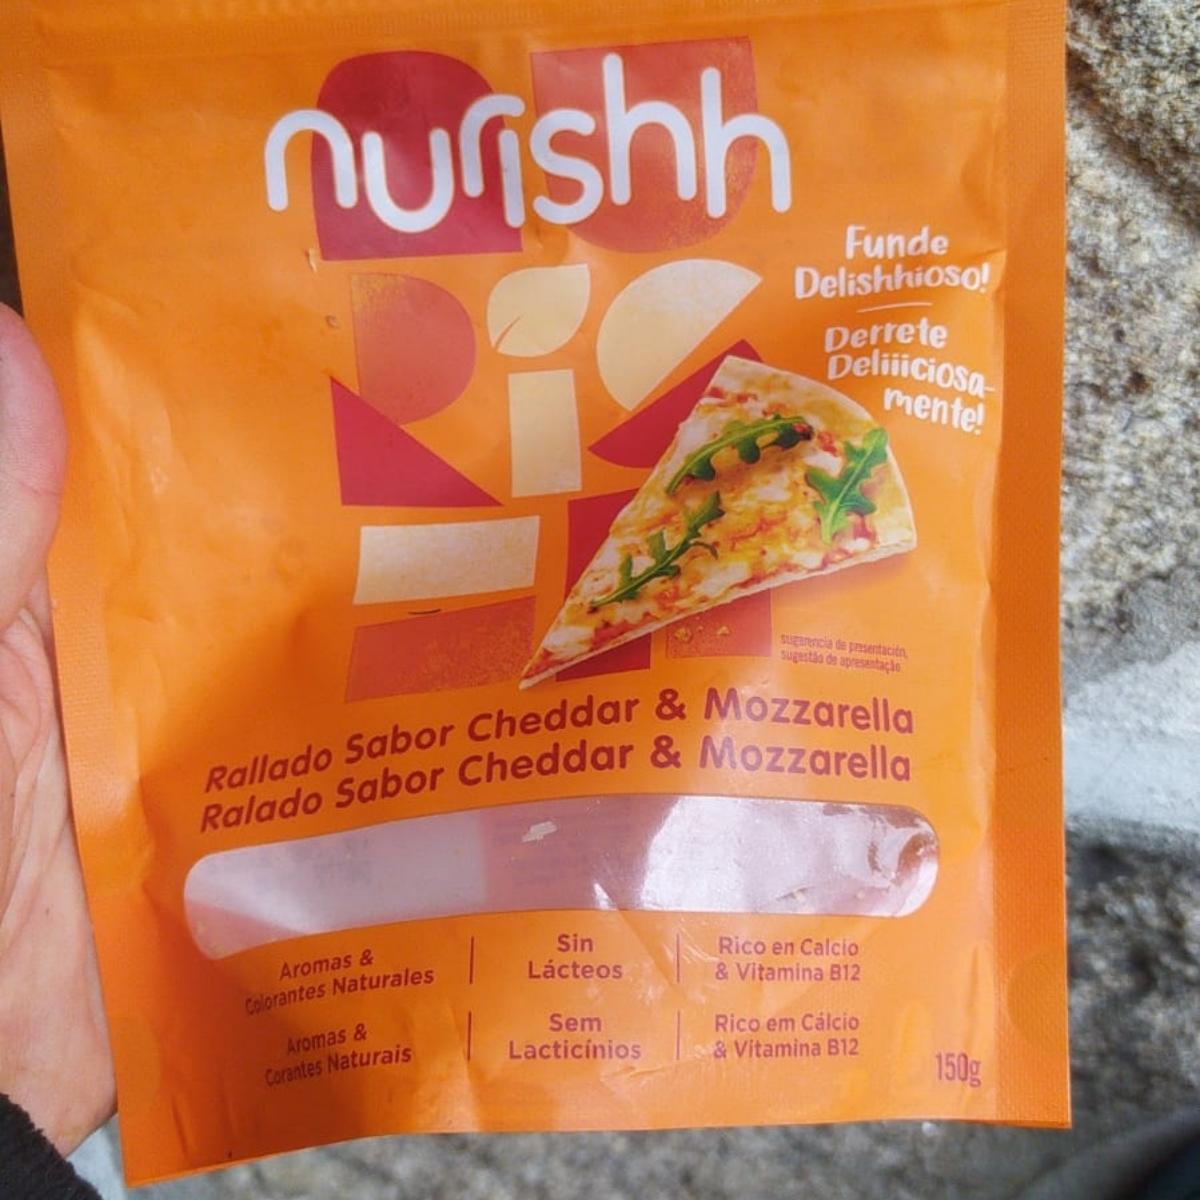 nurishh
Funde
Delishhioso!
Derrete
Deliiiciosa-
mente!
sugerencia de presentación,
sugestão de apresentação
Rallado Sabor Cheddar & Mozzarella
Ralado Sabor Cheddar & Mozzarella
Aromas &
Colorantes Naturales
Sin
Lácteos
Rico en Calcio
& Vitamina B12
Aromas &
Corantes Naturais
Sem
Lacticínios
Rico em Cálcio
& Vitamina B12
150g